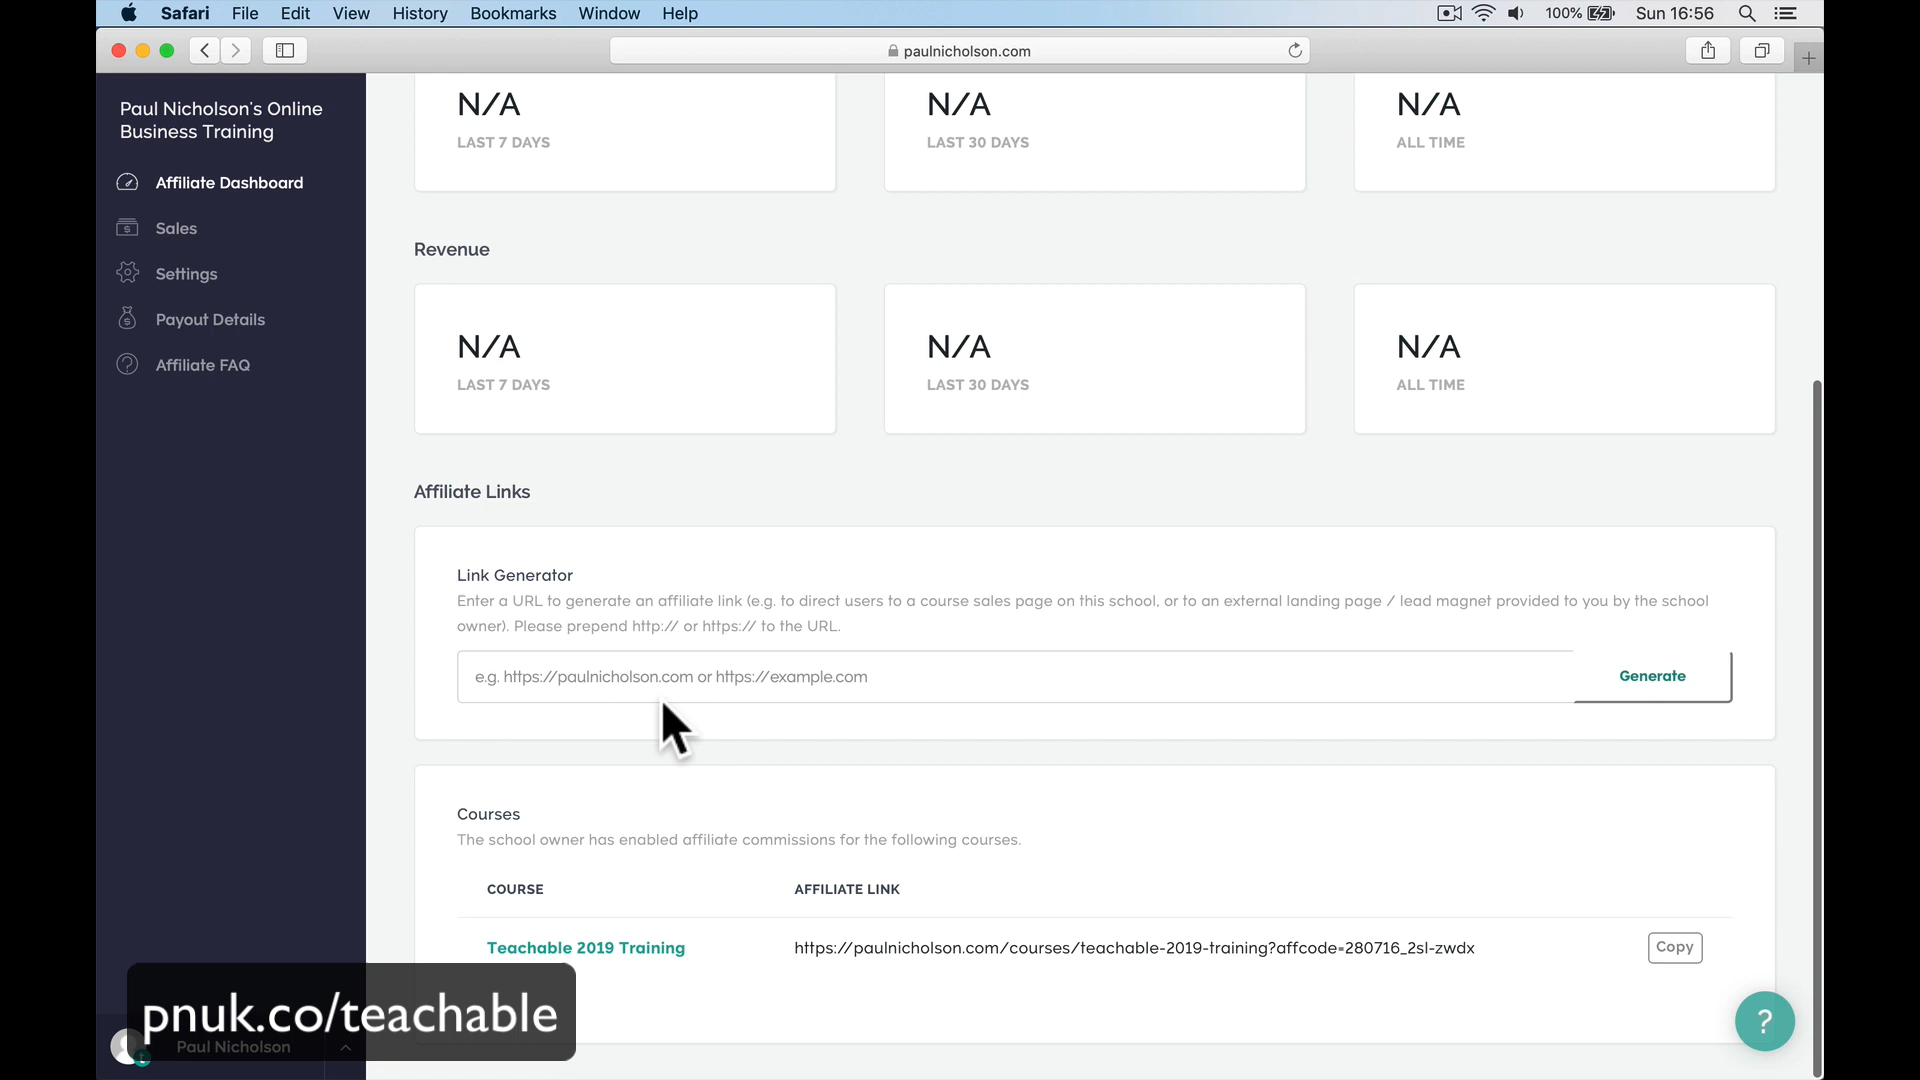 Safari File Edit View History Bookmarks Window Help 100% Sun 16:56
paulnicholson.com
Paul Nicholson's Online
Business Training
Affiliate Dashboard
Sales
Settings
Payout Details
Affiliate FAQ
N/A
LAST 7 DAYS
N/A
LAST 30 DAYS
N/A
ALL TIME
Revenue
N/A
LAST 7 DAYS
N/A
LAST 30 DAYS
N/A
ALL TIME
Affiliate Links
Link Generator
Enter a URL to generate an affiliate link (e.g. to direct users to a course sales page on this school, or to an external landing page / lead magnet provided to you by the school
owner). Please prepend http:// or https:// to the URL.
e.g. https://paulnicholson.com or https://example.com
Generate
Courses
The school owner has enabled affiliate commissions for the following courses.
COURSE AFFILIATE LINK
Teachable 2019 Training https://paulnicholson.com/courses/teachable-2019-training?affcode=280716_2sl-zwdx Copy
pnuk.co/teachable
Paul Nicholson
?